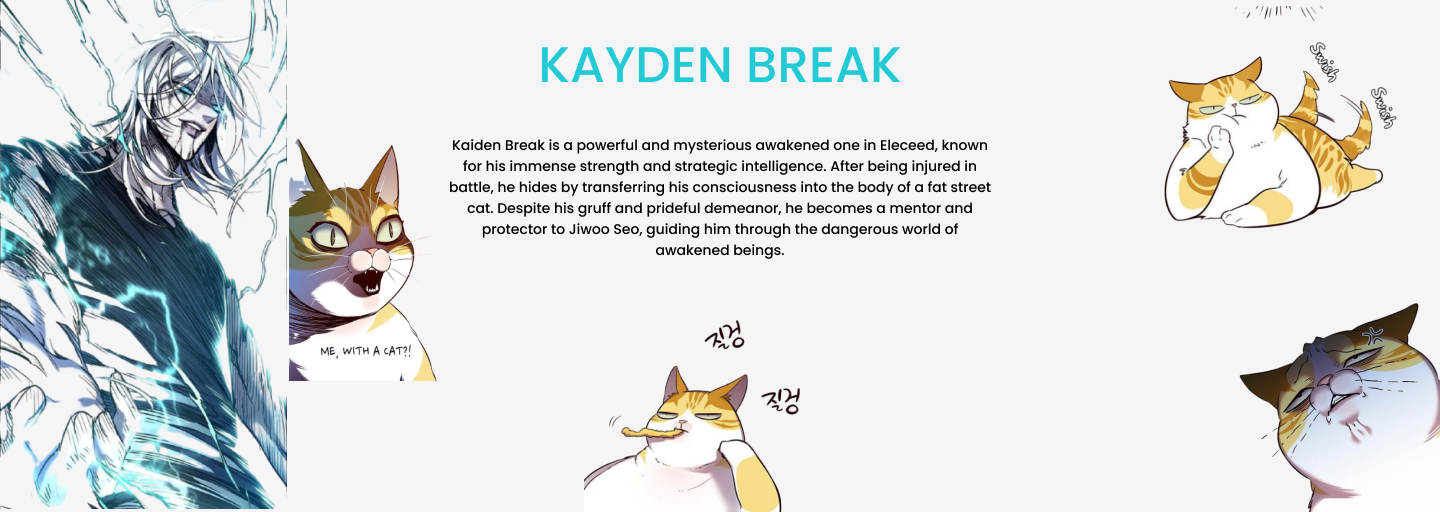 KAYDEN BREAK
Swish
Swish
Kaiden Break is a powerful and mysterious awakened one in Eleceed, known
for his immense strength and strategic intelligence. After being injured in
battle, he hides by transferring his consciousness into the body of a fat street
cat. Despite his gruff and prideful demeanor, he becomes a mentor and
protector to Jiwoo Seo, guiding him through the dangerous world of
awakened beings.
ME, WITH A CAT?!
질겅
질겅